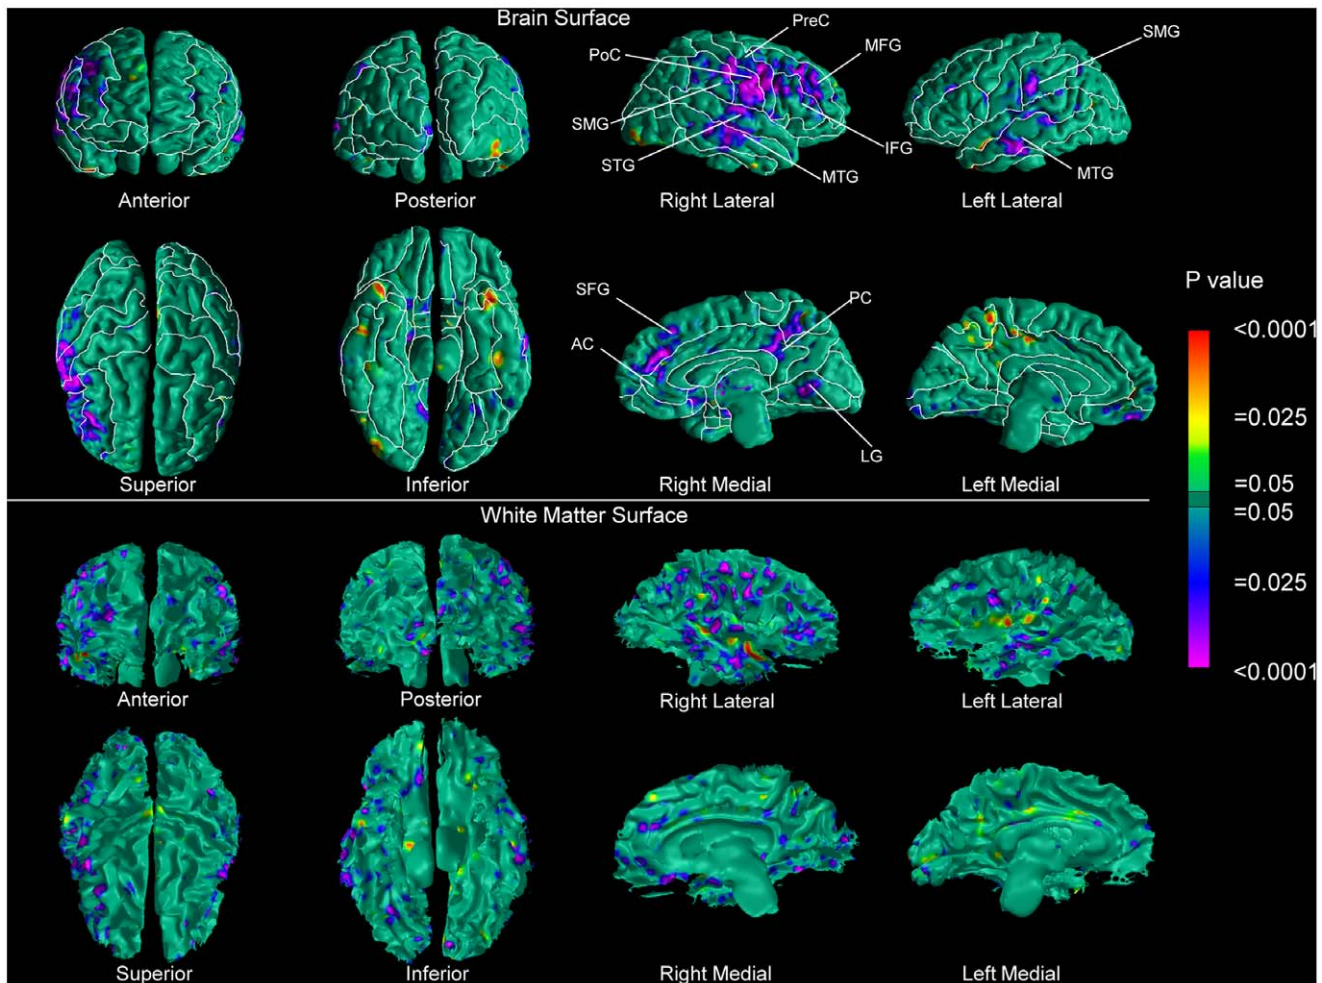 Brain Surface
PreC
PoC
MFG
SMG
SMG
STG
MTG
IFG
MTG
Anterior
Posterior
Right Lateral
Left Lateral
SFG
AC
PC
LG
Superior
Inferior
Right Medial
Left Medial
P value
<0.0001
=0.025
=0.05
=0.05
=0.025
<0.0001
White Matter Surface
Anterior
Posterior
Right Lateral
Left Lateral
Superior
Inferior
Right Medial
Left Medial